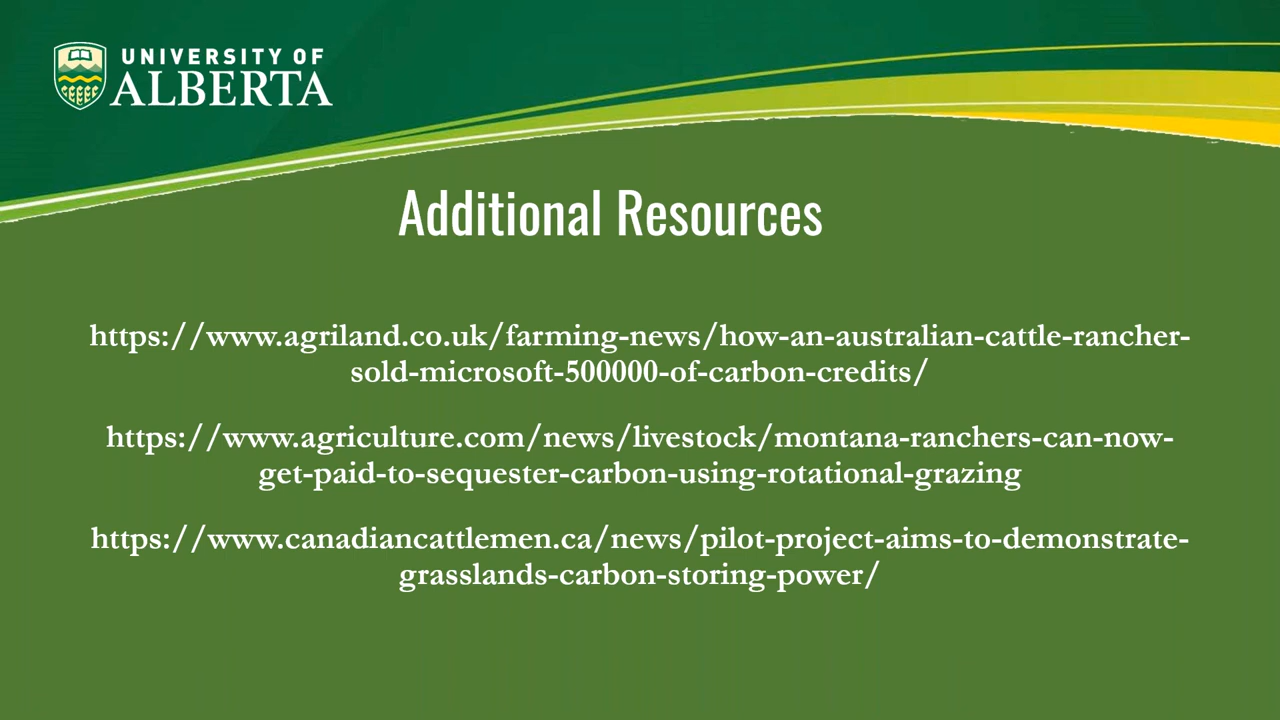 UNIVERSITY OF
ALBERTA
Additional Resources
https://www.agriland.co.uk/farming-news/how-an-australian-cattle-rancher-
sold-microsoft-500000-of-carbon-credits/
https://www.agriculture.com/news/livestock/montana-ranchers-can-now-
get-paid-to-sequester-carbon-using-rotational-grazing
https://www.canadiancattlemen.ca/news/pilot-project-aims-to-demonstrate-
grasslands-carbon-storing-power/